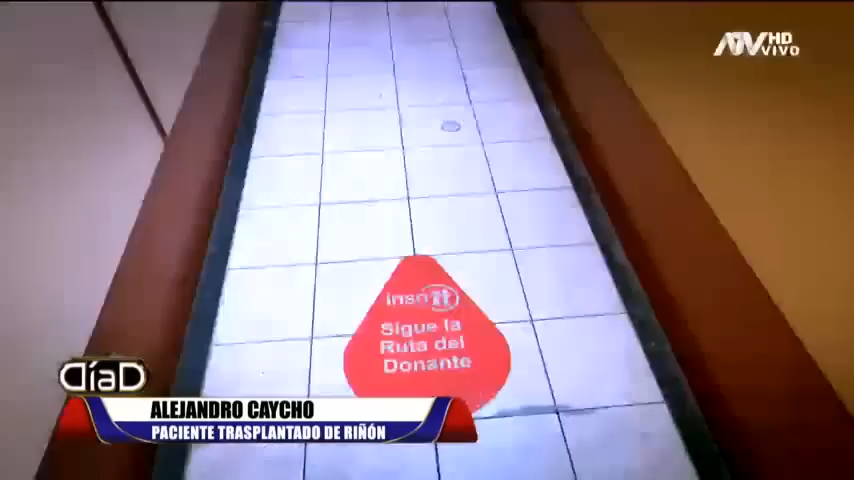 ATV HD
VIVO
Insn
Sigue la
Ruta del
Donante
DíaD
ALEJANDRO CAYCHO
PACIENTE TRASPLANTADO DE RIÑÓN